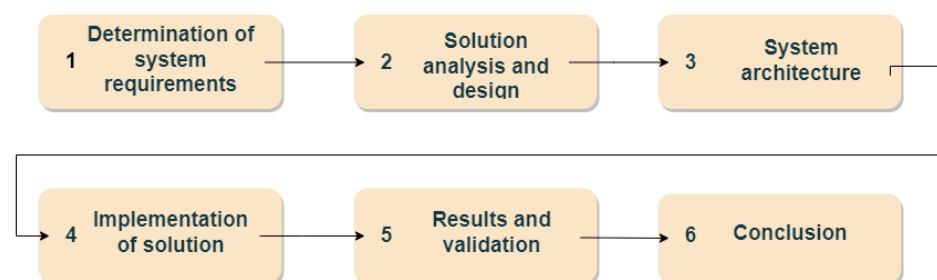 1
Determination of
system
requirements
2
Solution
analysis and
design
3
System
architecture
4
Implementation
of solution
5
Results and
validation
6
Conclusion